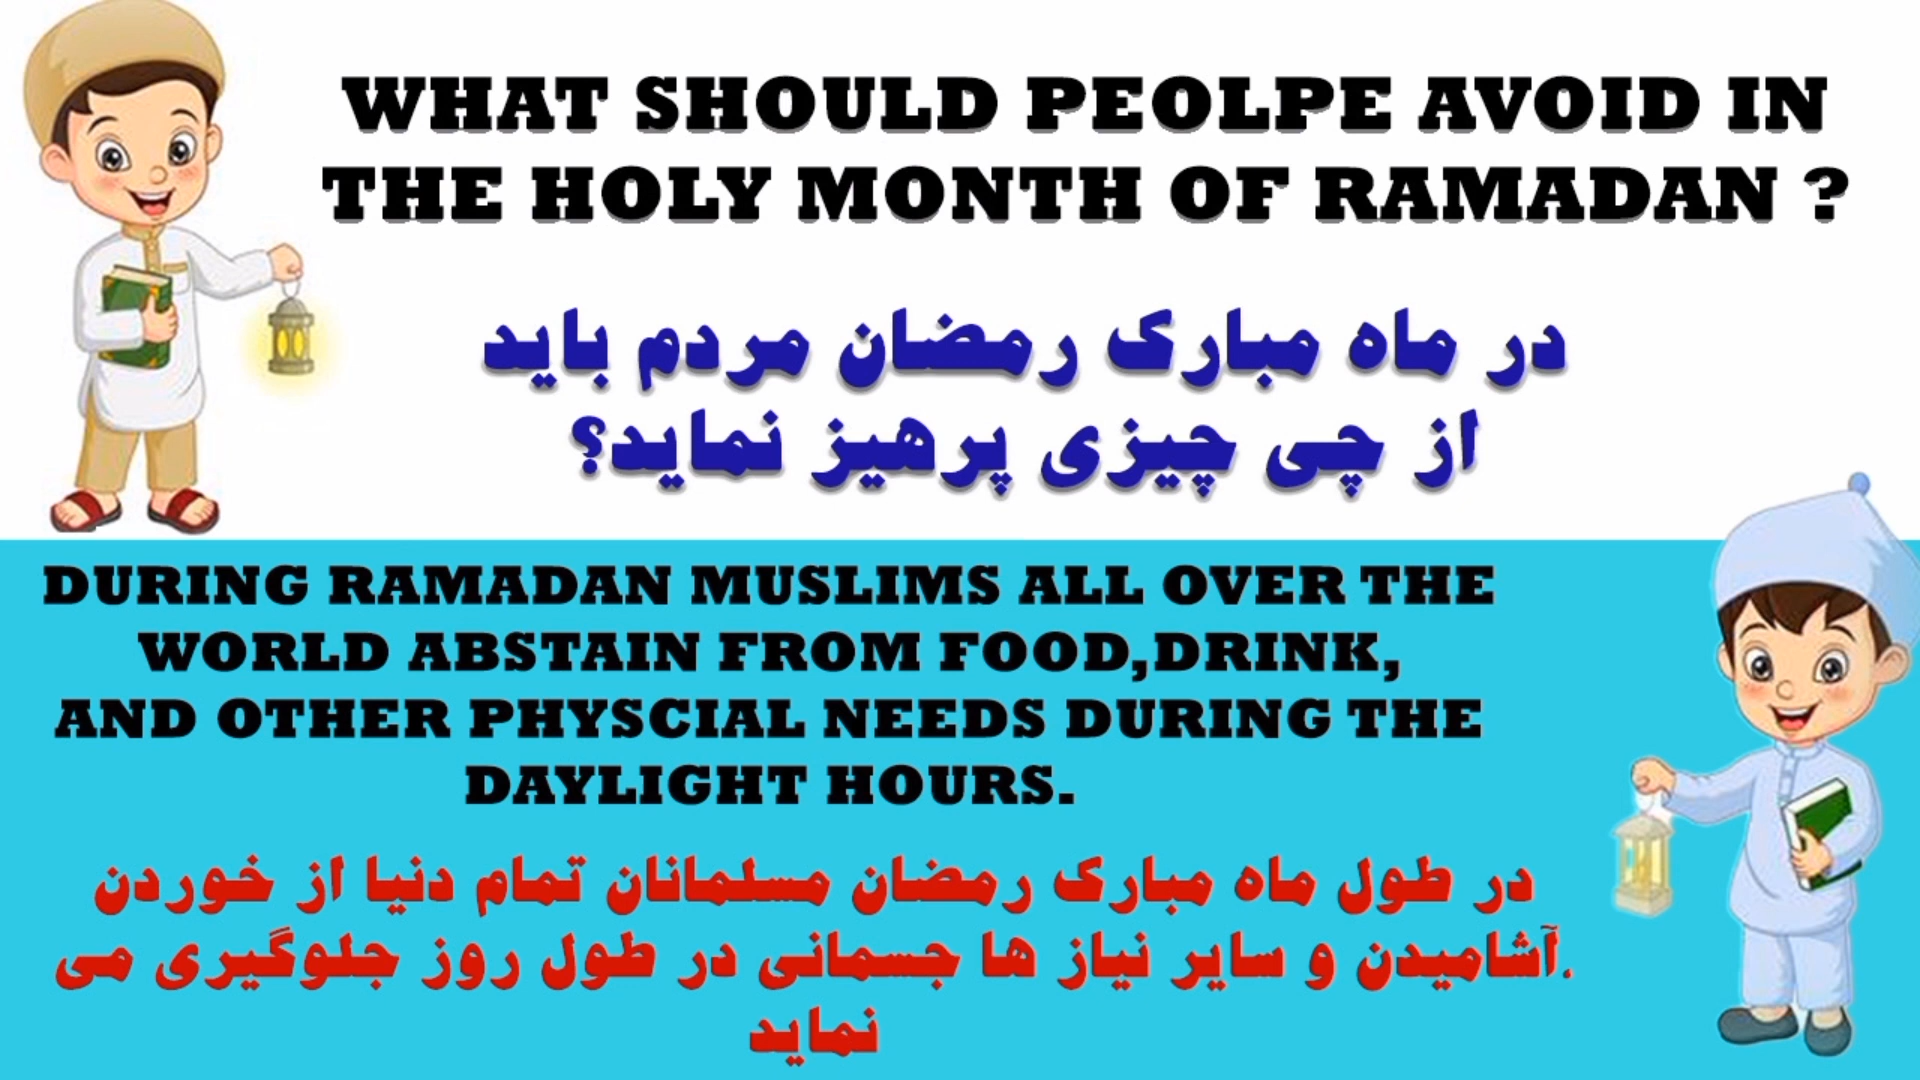 WHAT SHOULD PEOLPE AVOID IN
THE HOLY MONTH OF RAMADAN ?
در ماه مبارک رمضان مردم باید
از چی چیزی پرهیز نماید؟
DURING RAMADAN MUSLIMS ALL OVER THE
WORLD ABSTAIN FROM FOOD,DRINK,
AND OTHER PHYSCIAL NEEDS DURING THE
DAYLIGHT HOURS.
در طول ماه مبارک رمضان مسلمانان تمام دنیا از خوردن
.آشامیدن و سایر نیاز ها جسمانی در طول روز جلوگیری می
نماید